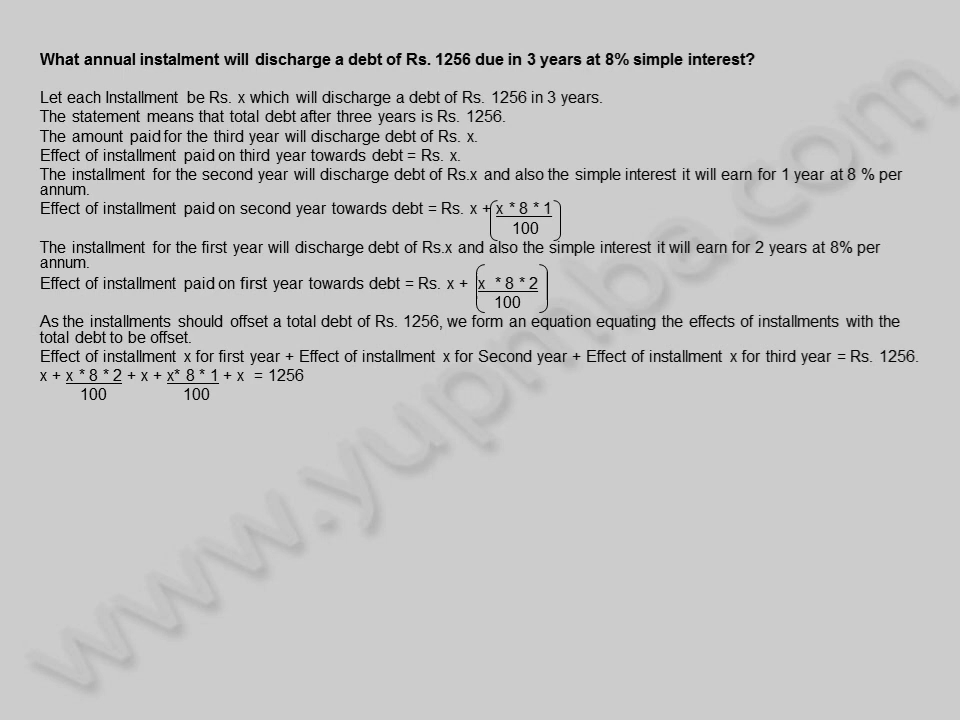 What annual instalment will discharge a debt of Rs. 1256 due in 3 years at 8% simple interest?
Let each Installment be Rs. x which will discharge a debt of Rs. 1256 in 3 years.
The statement means that total debt after three years is Rs. 1256.
The amount paid for the third year will discharge debt of Rs. x.
Effect of installment paid on third year towards debt = Rs. x.
The installment for the second year will discharge debt of Rs.x and also the simple interest it will earn for 1 year at 8 % per
annum.
Effect of installment paid on second year towards debt = Rs. x + (x * 8 * 1
100)
The installment for the first year will discharge debt of Rs.x and also the simple interest it will earn for 2 years at 8% per
annum.
Effect of installment paid on first year towards debt = Rs. x + (x * 8 * 2
100)
As the installments should offset a total debt of Rs. 1256, we form an equation equating the effects of installments with the
total debt to be offset.
Effect of installment x for first year + Effect of installment x for Second year + Effect of installment x for third year = Rs. 1256.
x + x * 8 * 2 + x + x* 8 * 1 + x = 1256
100 100
www.yupmba.com